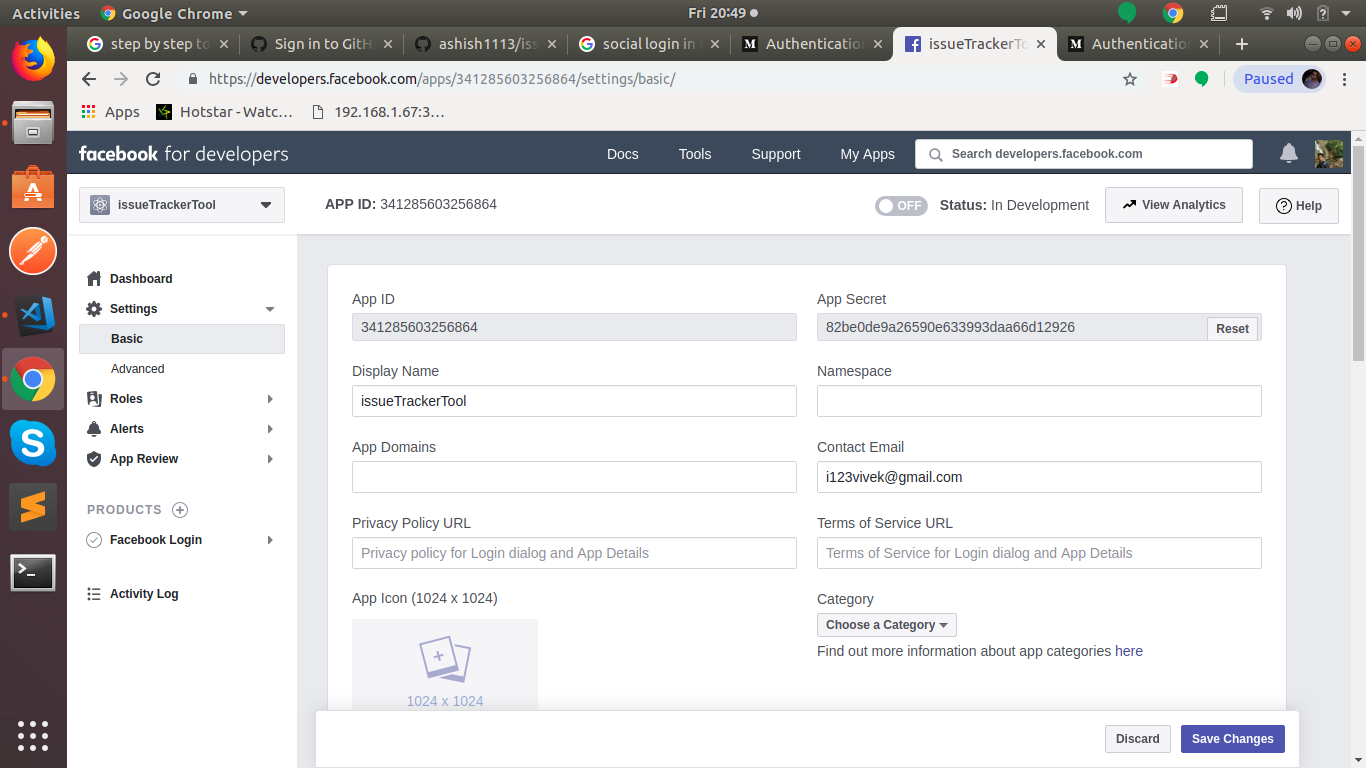 Activities Google Chrome Fri 20:49
step by step to Sign in to GitH ashish1113/iss social login in Authentication issueTrackerTo Authentication
https://developers.facebook.com/apps/341285603256864/settings/basic/ Paused
Apps Hotstar - Watc… 192.168.1.67:3…
facebook for developers Docs Tools Support My Apps Search developers.facebook.com
issueTrackerTool APP ID: 341285603256864 OFF Status: In Development View Analytics Help
Dashboard
Settings
Basic
Advanced
Roles
Alerts
App Review
PRODUCTS
Facebook Login
Activity Log
App ID App Secret
341285603256864 82be0de9a26590e633993daa66d12926 Reset
Display Name Namespace
issueTrackerTool
App Domains Contact Email
i123vivek@gmail.com
Privacy Policy URL Terms of Service URL
Privacy policy for Login dialog and App Details Terms of Service for Login dialog and App Details
App Icon (1024 x 1024) Category
Choose a Category
Find out more information about app categories here
1024 x 1024
Discard Save Changes